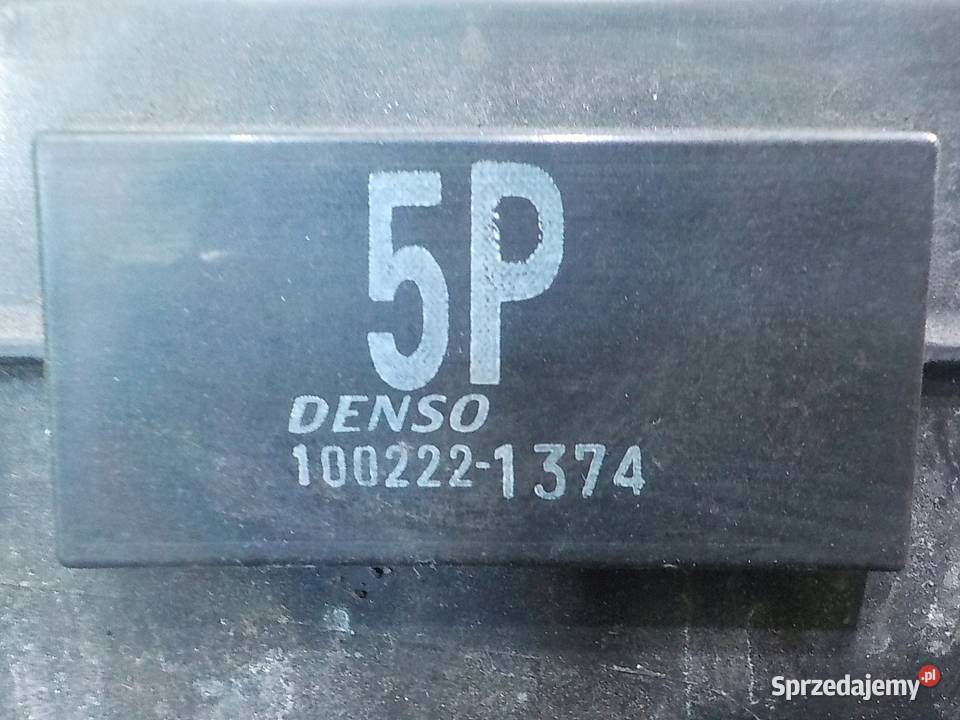 5P
DENSO
100222-1374
Sprzedajemy.pl